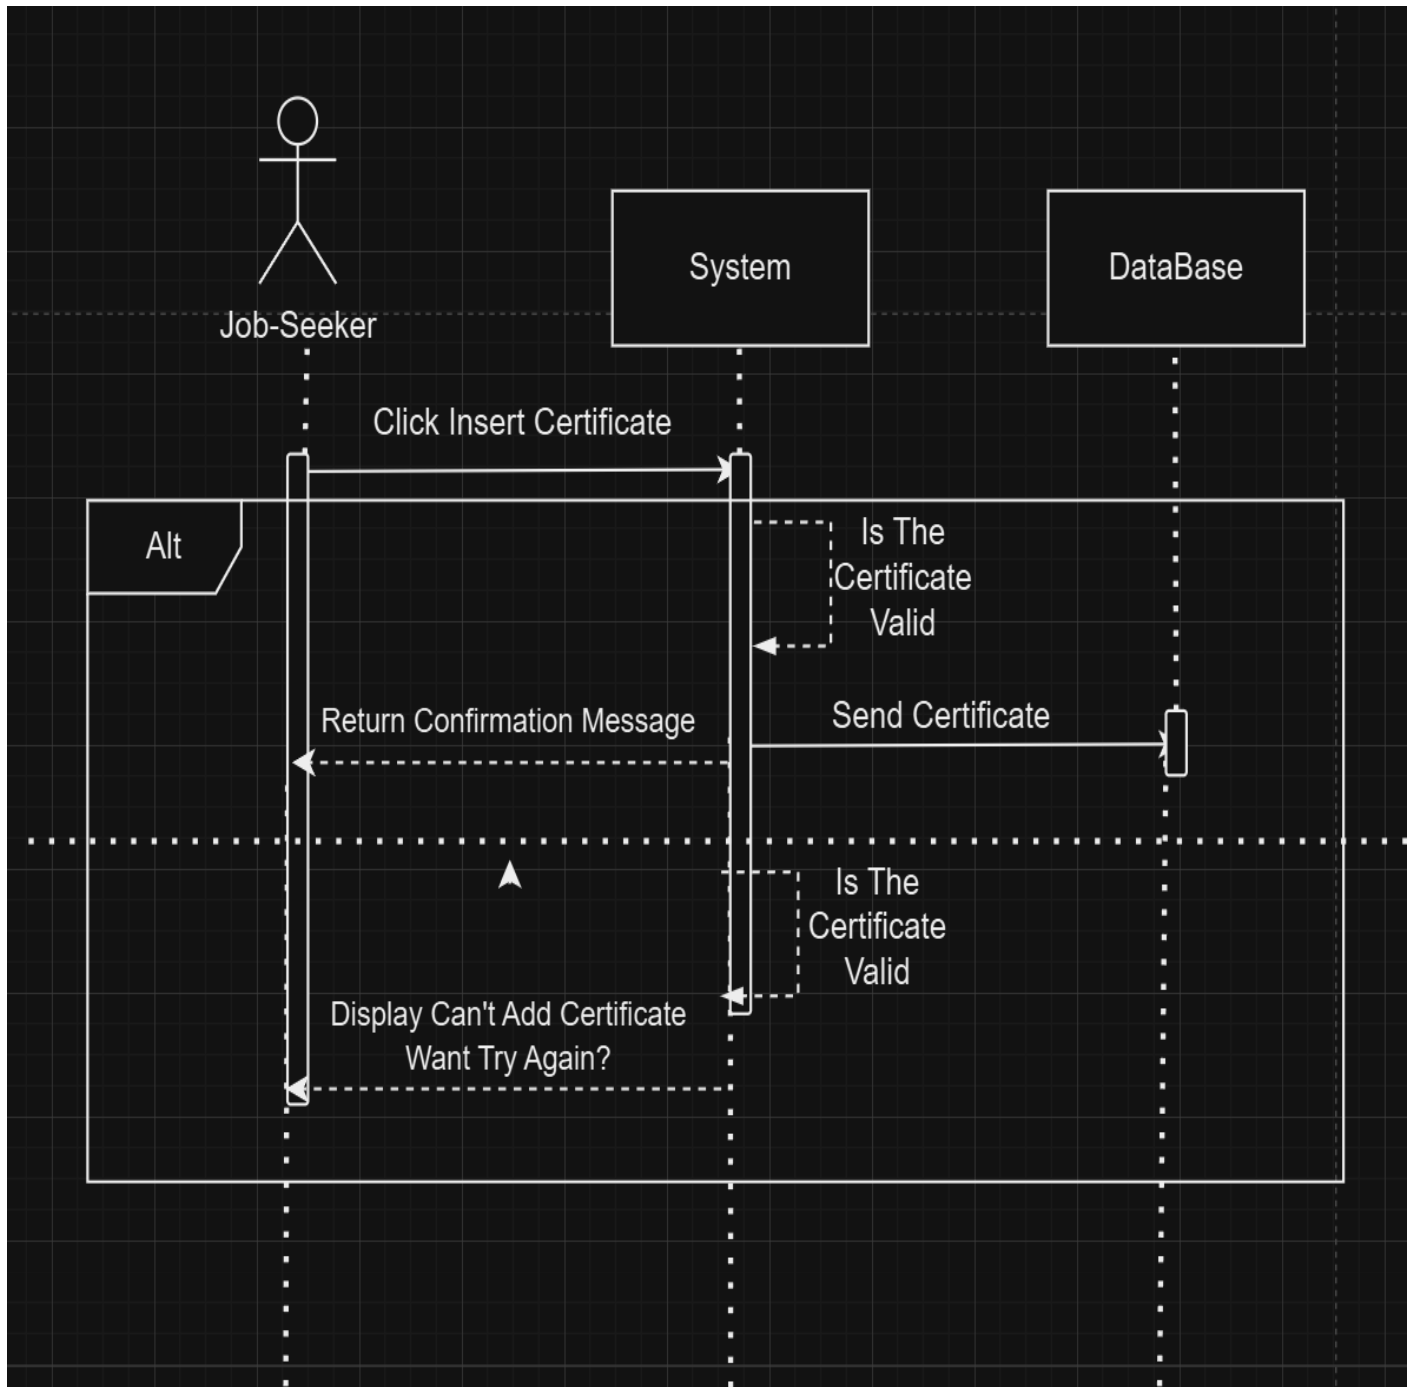 Job-Seeker
System
DataBase
Click Insert Certificate
Alt
Is The
Certificate
Valid
Return Confirmation Message
Send Certificate
Is The
Certificate
Valid
Display Can't Add Certificate
Want Try Again?